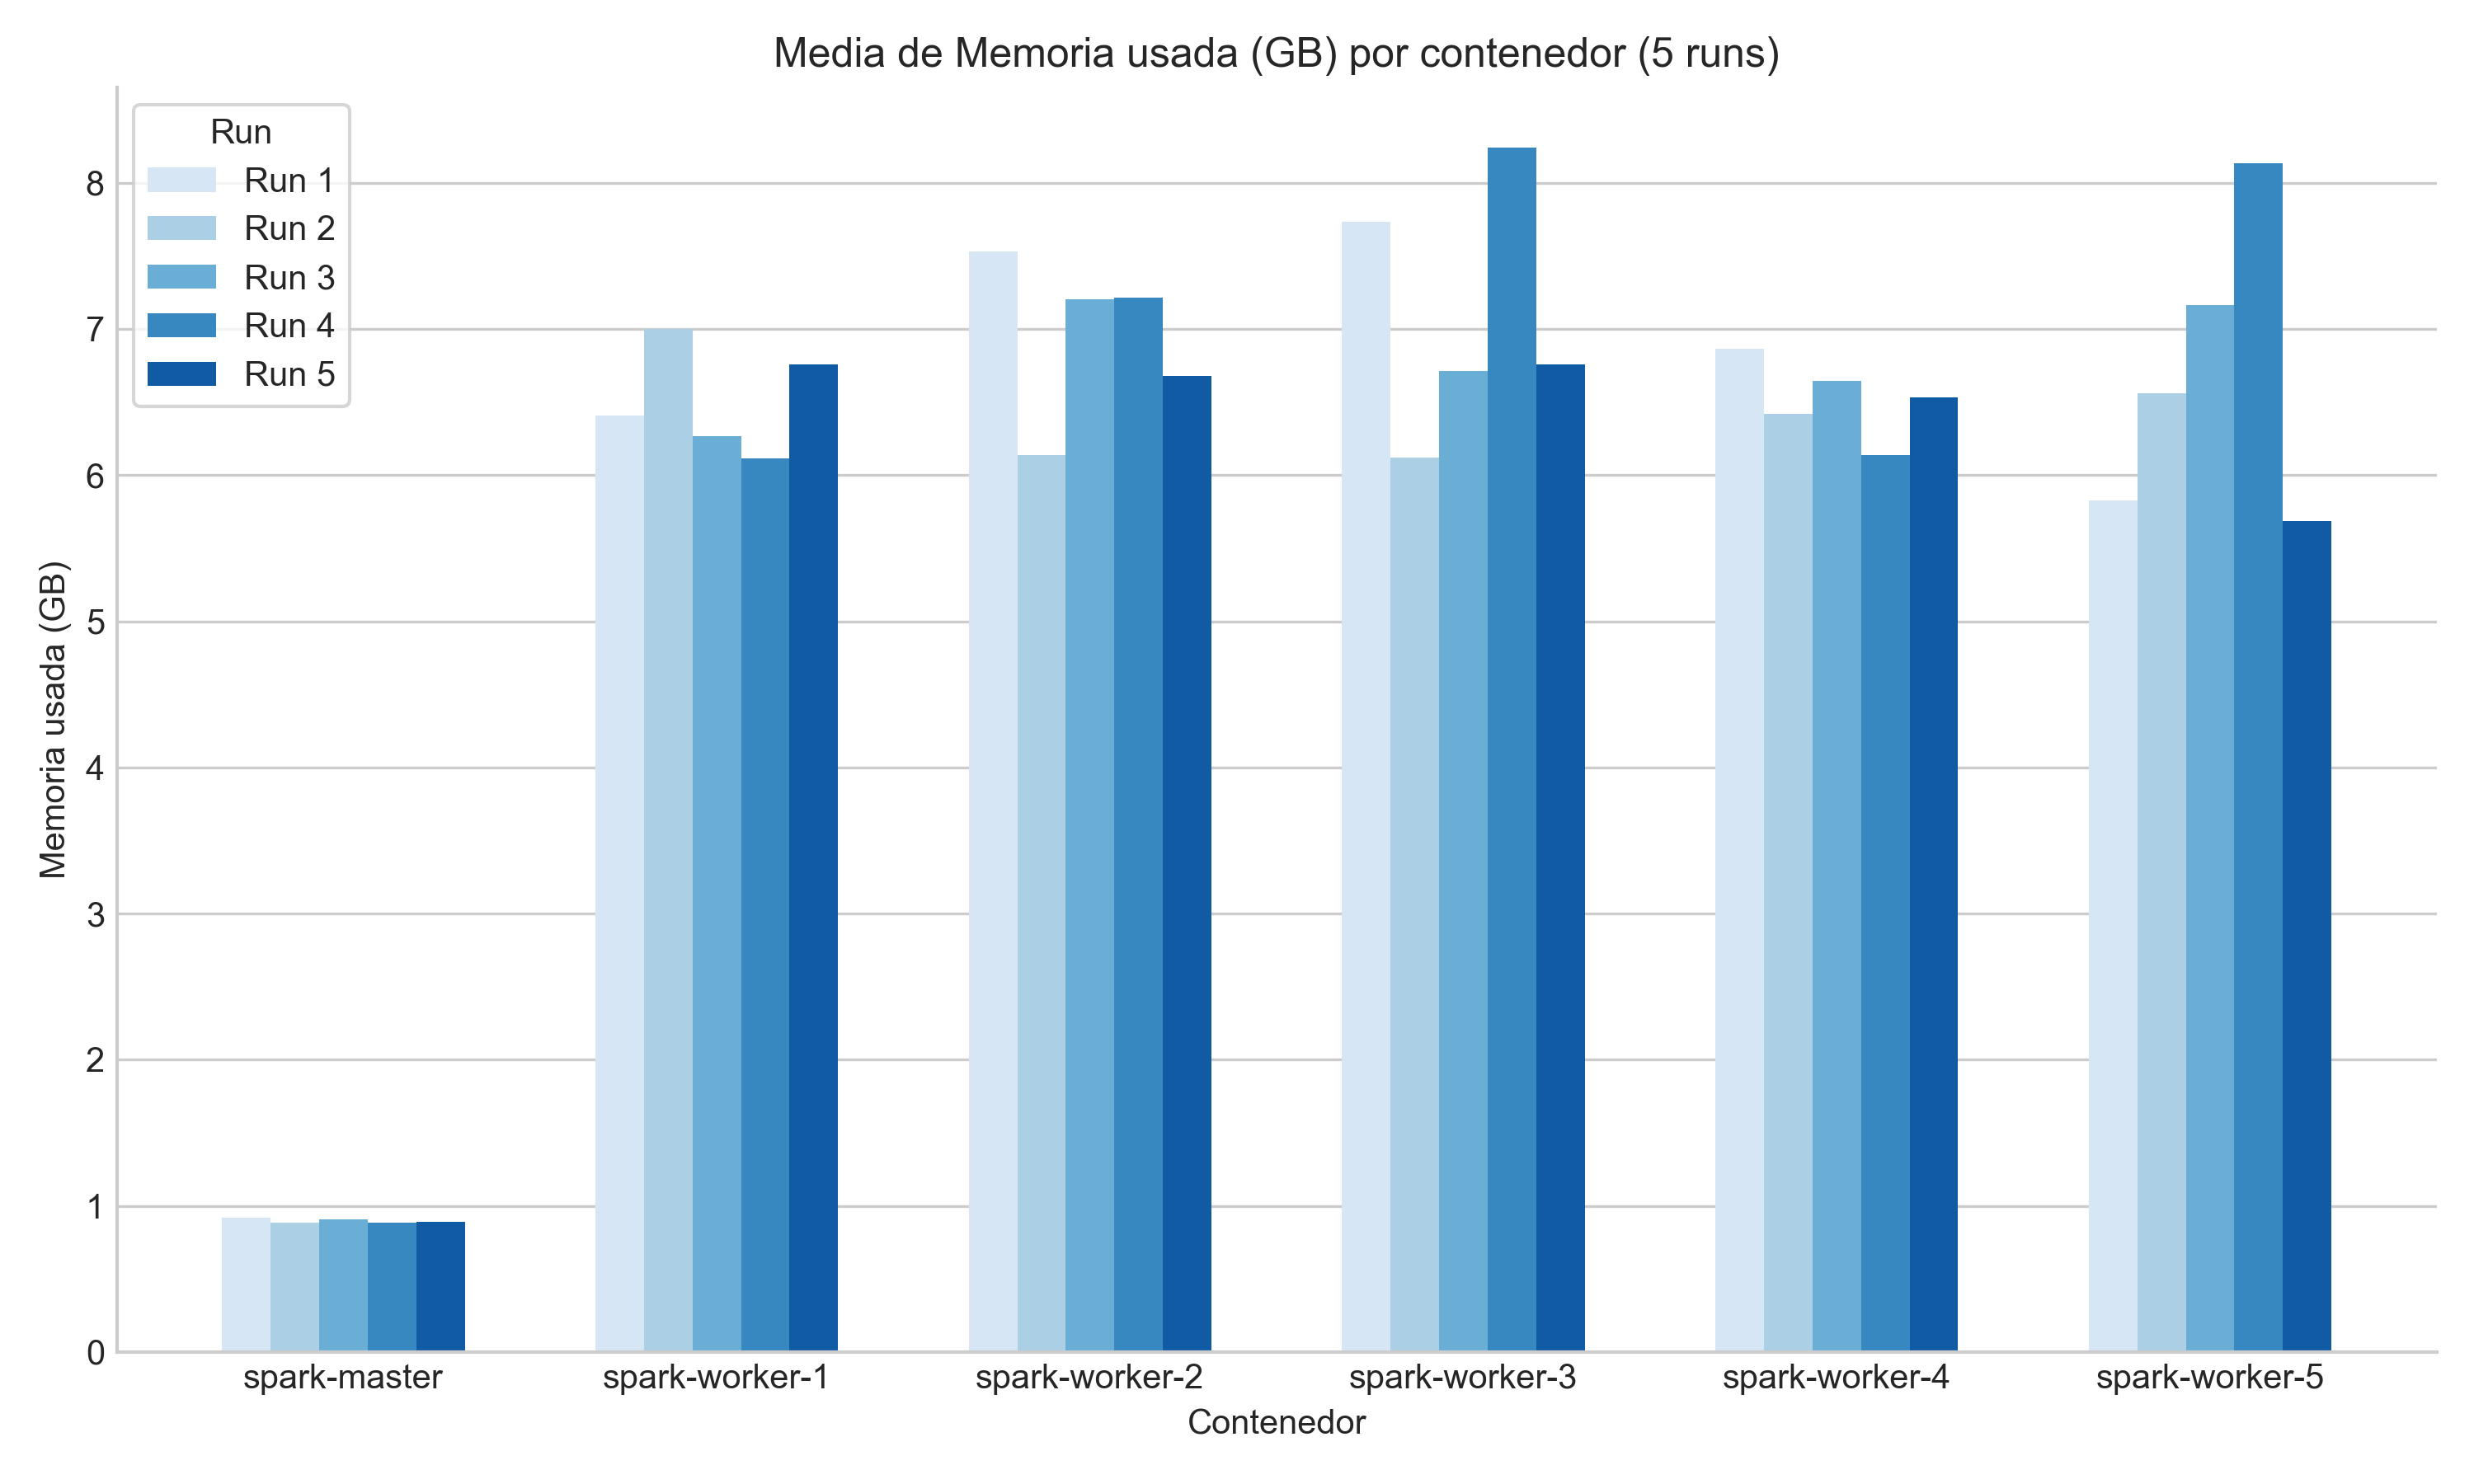 Media de Memoria usada (GB) por contenedor (5 runs)
Run
Run 1
Run 2
Run 3
Run 4
Run 5
8
7
6
5
4
3
2
1
0
Memoria usada (GB)
spark-master
spark-worker-1
spark-worker-2
spark-worker-3
spark-worker-4
spark-worker-5
Contenedor